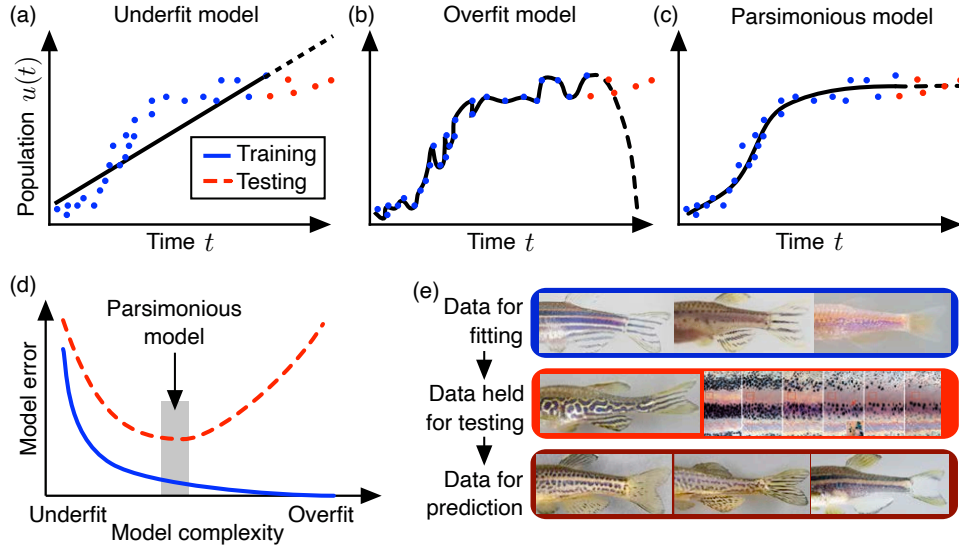 (a) Underfit model
Population u(t)
Training
Testing
Time t
(b) Overfit model
Time t
(c) Parsimonious model
Time t
(d)
Parsimonious
model
Model error
Underfit
Overfit
Model complexity
(e)
Data for
fitting
Data held
for testing
Data for
prediction